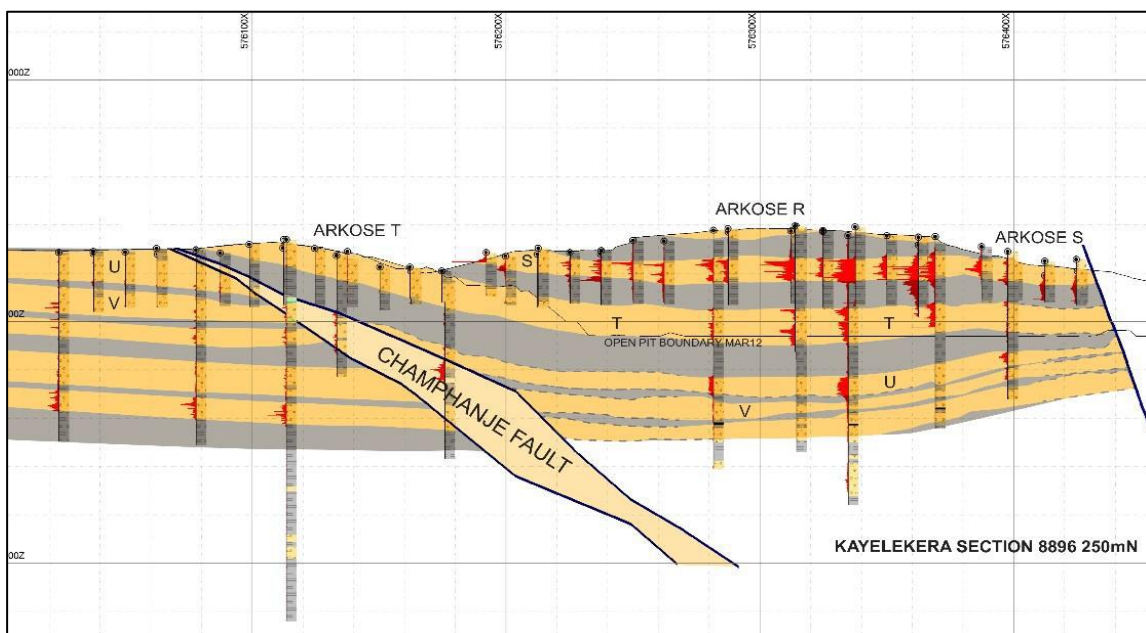 576100X
576200X
576300X
576400X
000Z
ARKOSE R
ARKOSE T
ARKOSE S
S
U
V
00Z
T
T
OPEN PIT BOUNDARY MAR12
CHAMPHANJE FAULT
U
V
KAYELEKERA SECTION 8896 250mN
00Z